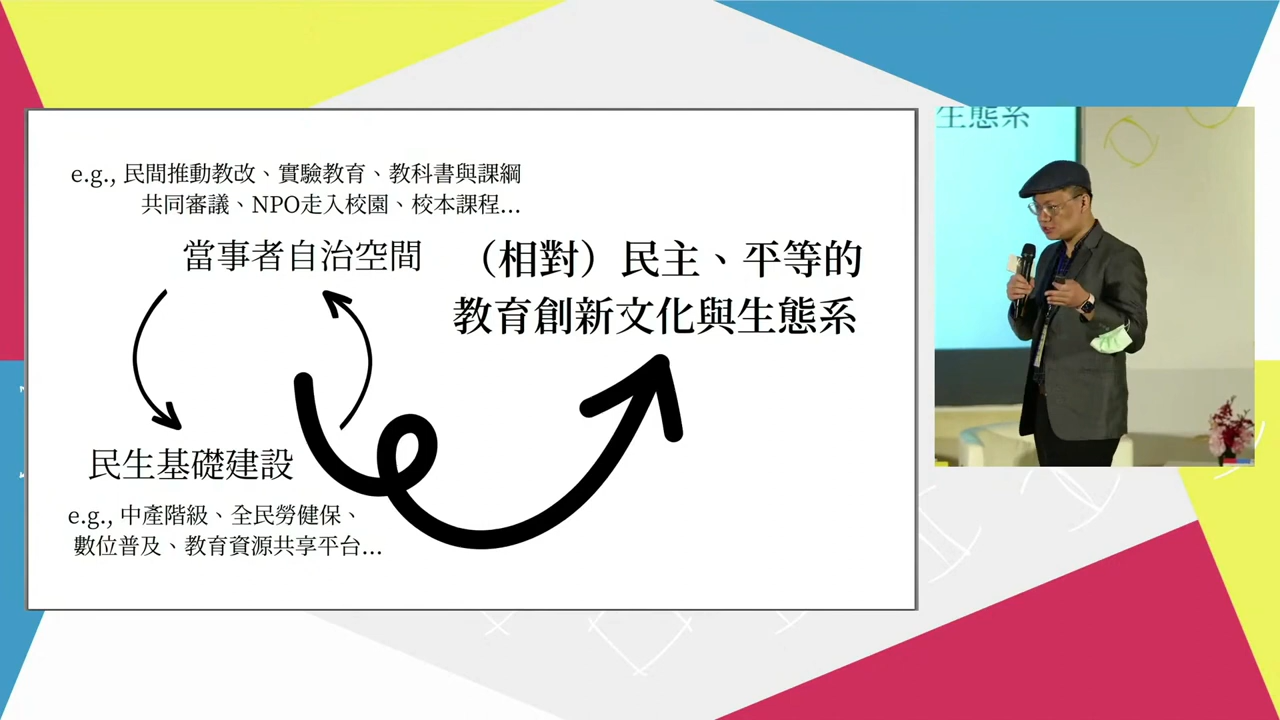 e.g., 民間推動教改、實驗教育、教科書與課綱
共同審議、NPO走入校園、校本課程...
當事者自治空間
（相對）民主、平等的
教育創新文化與生態系
民生基礎建設
e.g., 中產階級、全民勞健保、
數位普及、教育資源共享平台...
生態系